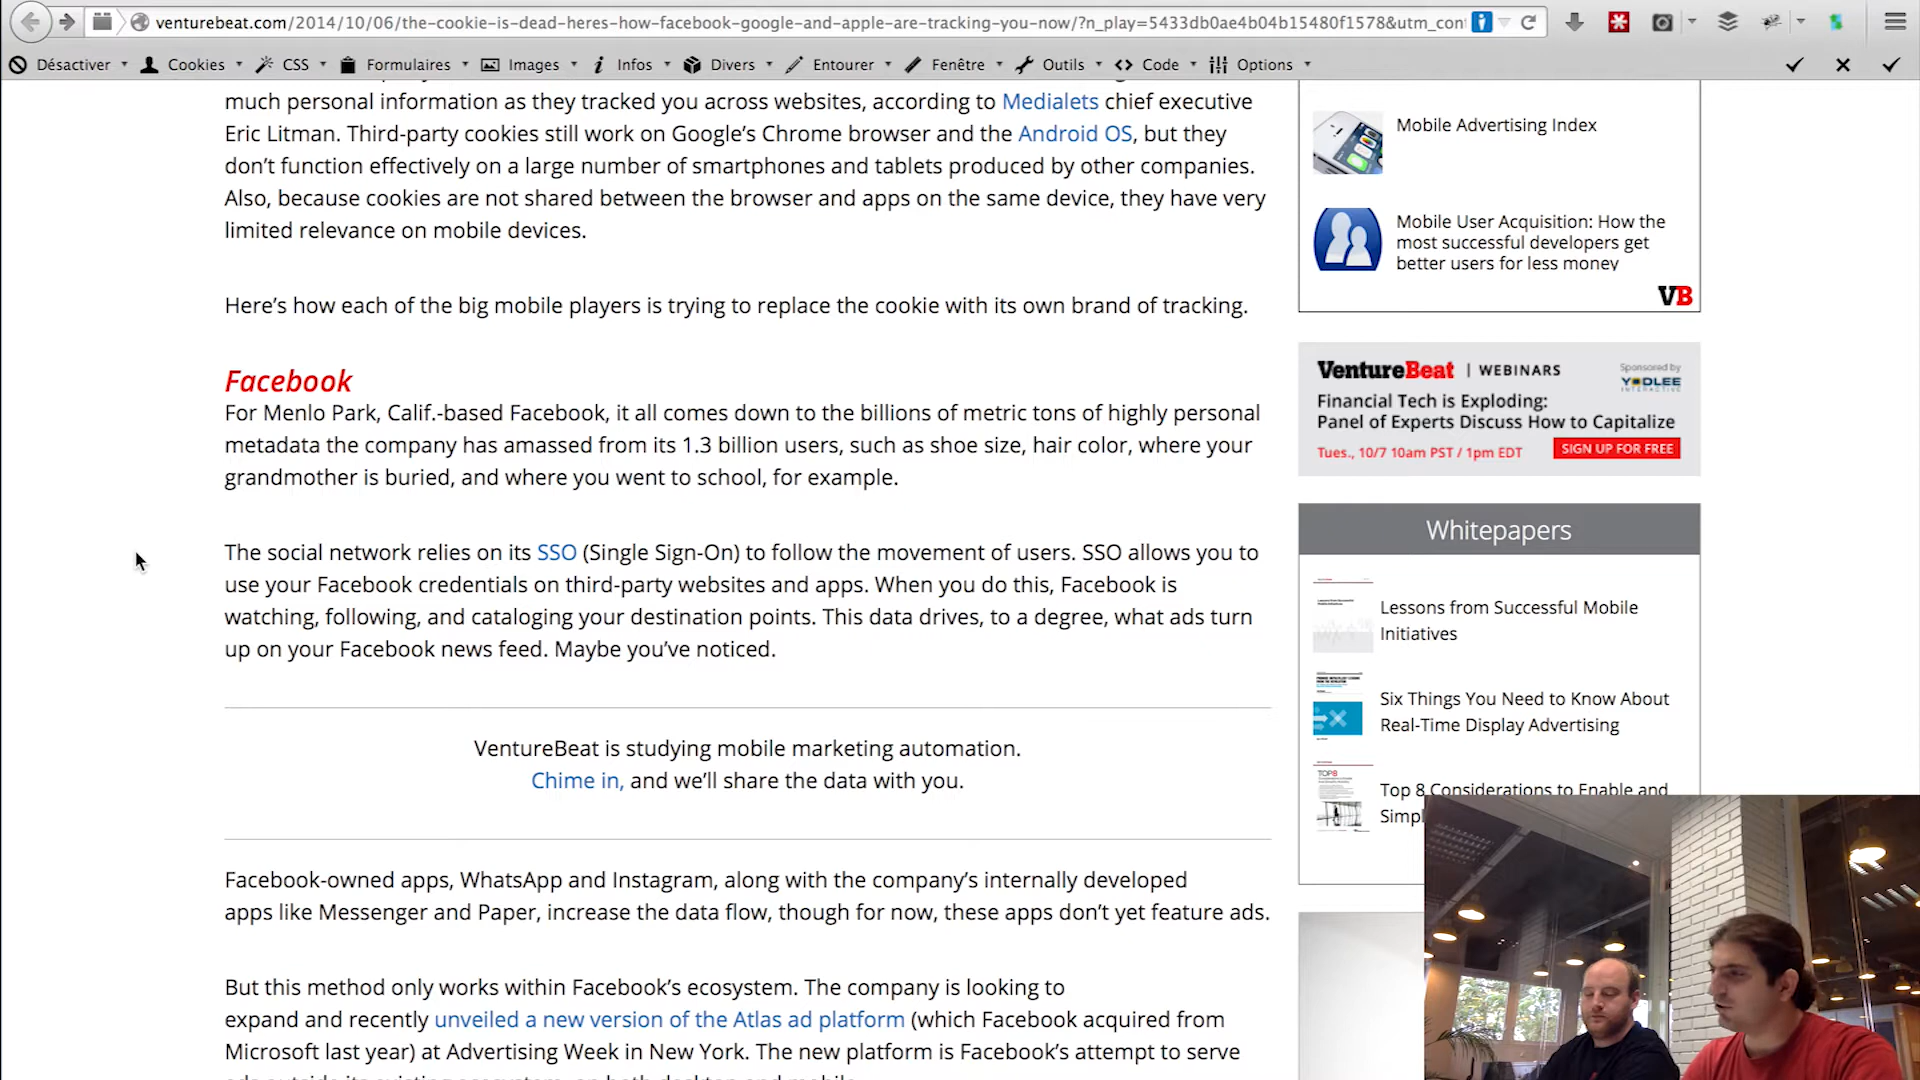 venturebeat.com/2014/10/06/the-cookie-is-dead-heres-how-facebook-google-and-apple-are-tracking-you-now/?n_play=5433db0ae4b04b15480f1578&utm_con
Désactiver Cookies CSS Formulaires Images Infos Divers Entourer Fenêtre Outils Code Options
much personal information as they tracked you across websites, according to Medialets chief executive
Eric Litman. Third-party cookies still work on Google's Chrome browser and the Android OS, but they
don't function effectively on a large number of smartphones and tablets produced by other companies.
Also, because cookies are not shared between the browser and apps on the same device, they have very
limited relevance on mobile devices.
Here's how each of the big mobile players is trying to replace the cookie with its own brand of tracking.
Facebook
For Menlo Park, Calif.-based Facebook, it all comes down to the billions of metric tons of highly personal
metadata the company has amassed from its 1.3 billion users, such as shoe size, hair color, where your
grandmother is buried, and where you went to school, for example.
The social network relies on its SSO (Single Sign-On) to follow the movement of users. SSO allows you to
use your Facebook credentials on third-party websites and apps. When you do this, Facebook is
watching, following, and cataloging your destination points. This data drives, to a degree, what ads turn
up on your Facebook news feed. Maybe you've noticed.
VentureBeat is studying mobile marketing automation.
Chime in, and we'll share the data with you.
Facebook-owned apps, WhatsApp and Instagram, along with the company's internally developed
apps like Messenger and Paper, increase the data flow, though for now, these apps don't yet feature ads.
But this method only works within Facebook's ecosystem. The company is looking to
expand and recently unveiled a new version of the Atlas ad platform (which Facebook acquired from
Microsoft last year) at Advertising Week in New York. The new platform is Facebook's attempt to serve
Mobile Advertising Index
Mobile User Acquisition: How the
most successful developers get
better users for less money
VB
VentureBeat | WEBINARS
Sponsored by
YODLEE
INTERACTIVE
Financial Tech is Exploding:
Panel of Experts Discuss How to Capitalize
Tues., 10/7 10am PST / 1pm EDT
SIGN UP FOR FREE
Whitepapers
Lessons from Successful Mobile
Initiatives
Six Things You Need to Know About
Real-Time Display Advertising
TOP8
Top 8 Considerations to Enable and
Simp